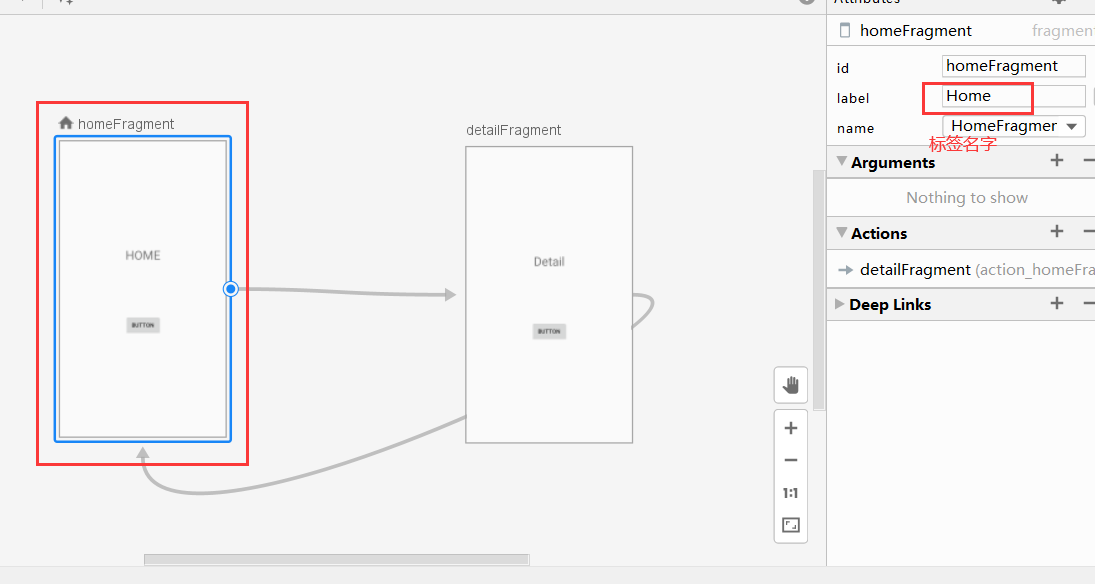 Attributes
homeFragment
detailFragment
HOME
BUTTON
Detail
BUTTON
1:1
homeFragment fragmen
id homeFragment
label Home
name HomeFragmer
标签名字
Arguments
Nothing to show
Actions
detailFragment (action_homeFra
Deep Links